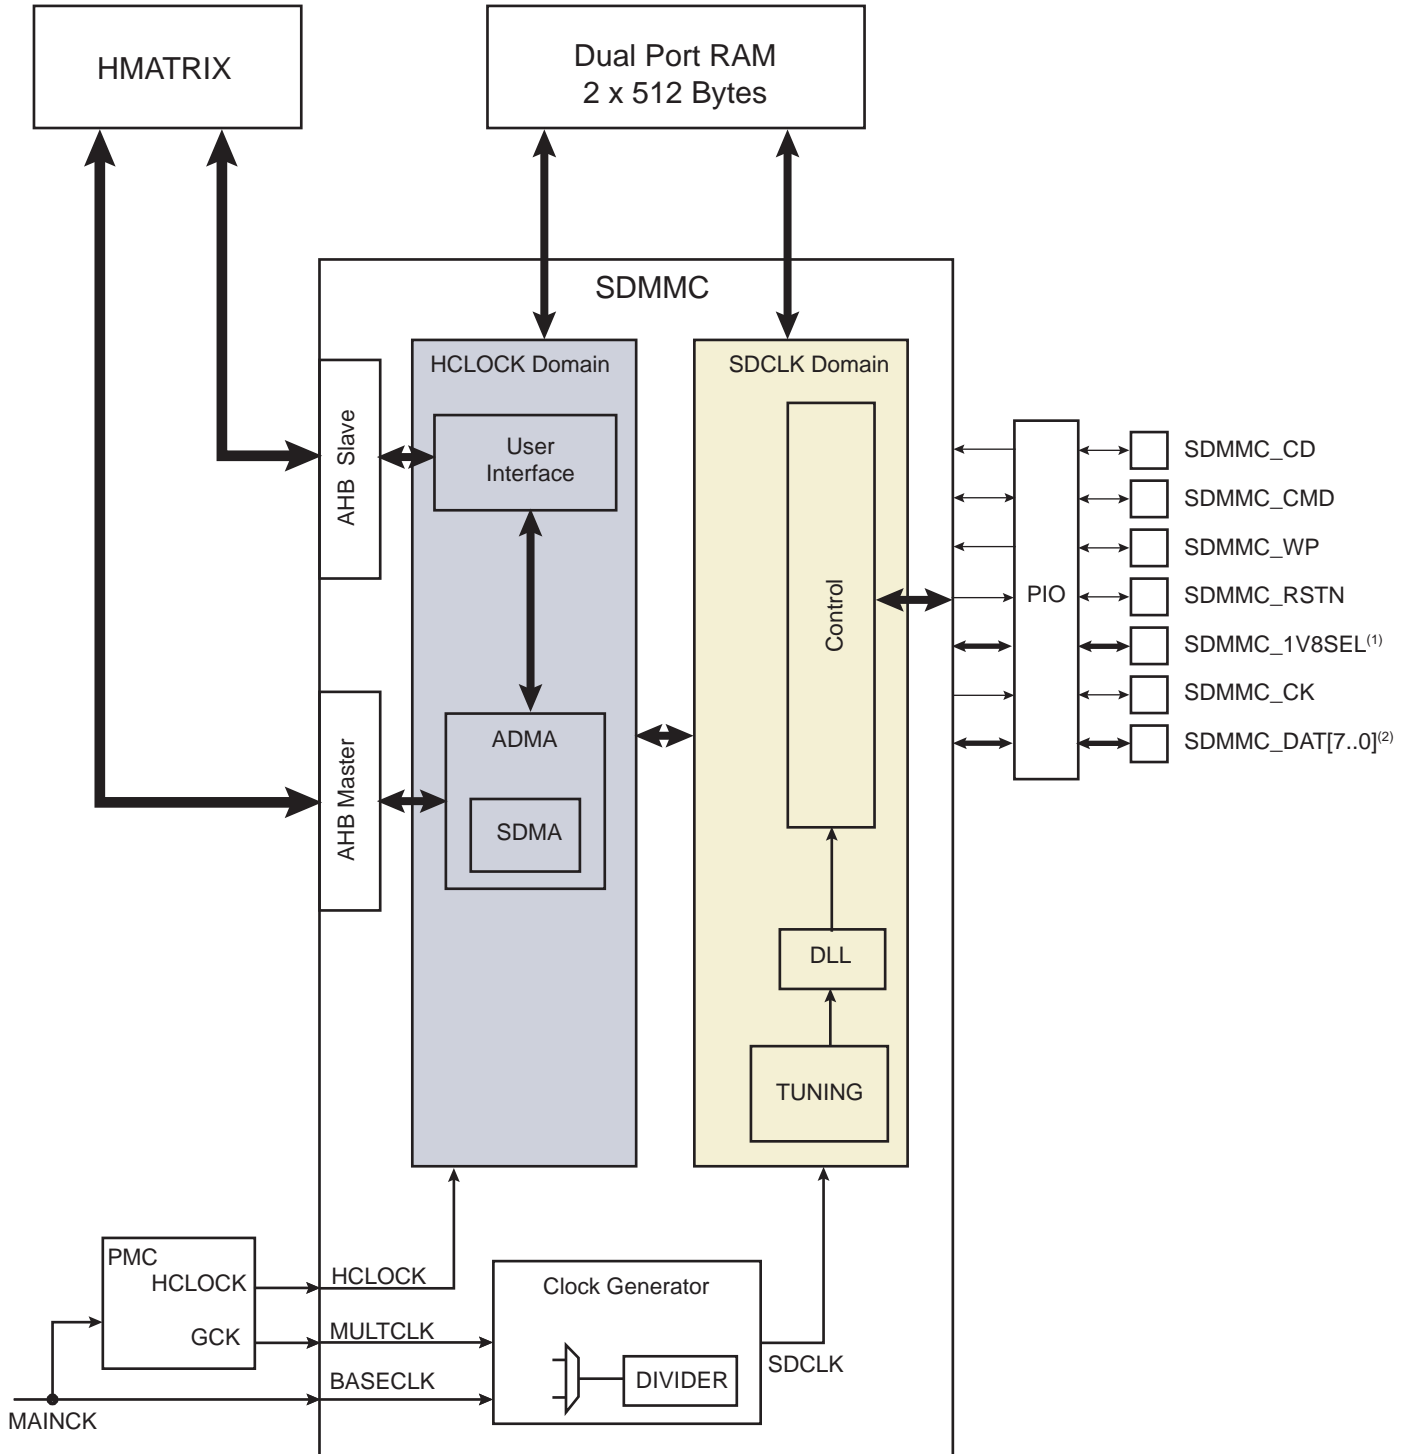 HMATRIX
Dual Port RAM
2 x 512 Bytes
SDMMC
HCLOCK Domain
SDCLK Domain
AHB Slave
User
Interface
Control
PIO
SDMMC_CD
SDMMC_CMD
SDMMC_WP
SDMMC_RSTN
SDMMC_1V8SEL(1)
SDMMC_CK
SDMMC_DAT[7..0](2)
AHB Master
ADMA
SDMA
DLL
TUNING
PMC
HCLOCK
GCK
HCLOCK
MULTCLK
BASECLK
MAINCK
Clock Generator
DIVIDER
SDCLK